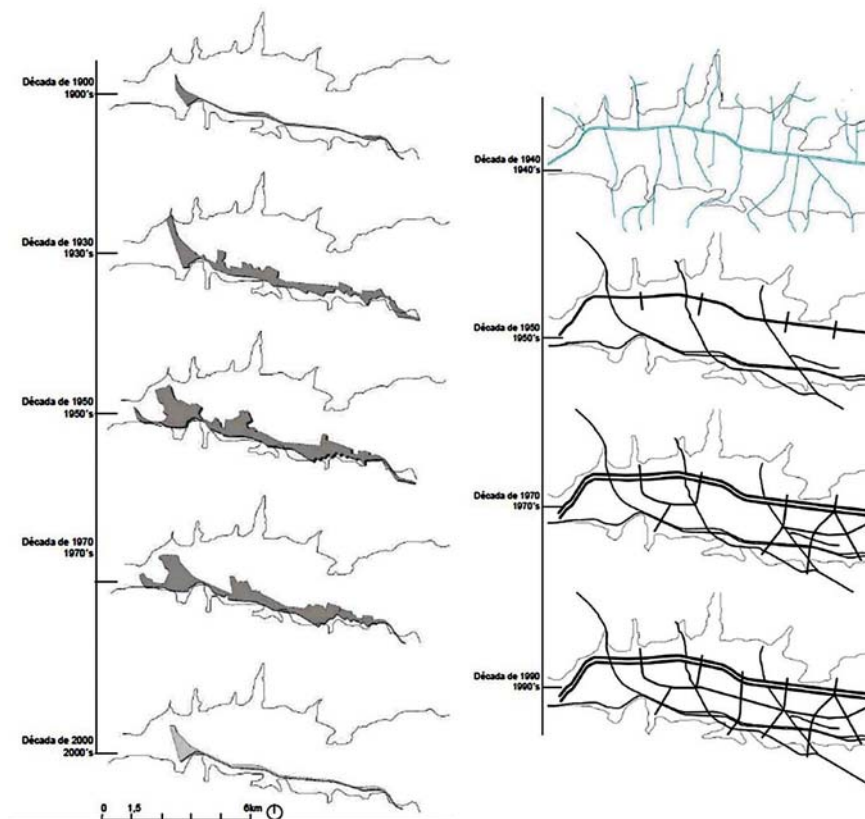 Década de 1900
1900's
Década de 1930
1930's
Década de 1950
1950's
Década de 1970
1970's
Década de 2000
2000's
0 1,5 6km
Década de 1940
1940's
Década de 1950
1950's
Década de 1970
1970's
Década de 1990
1990's